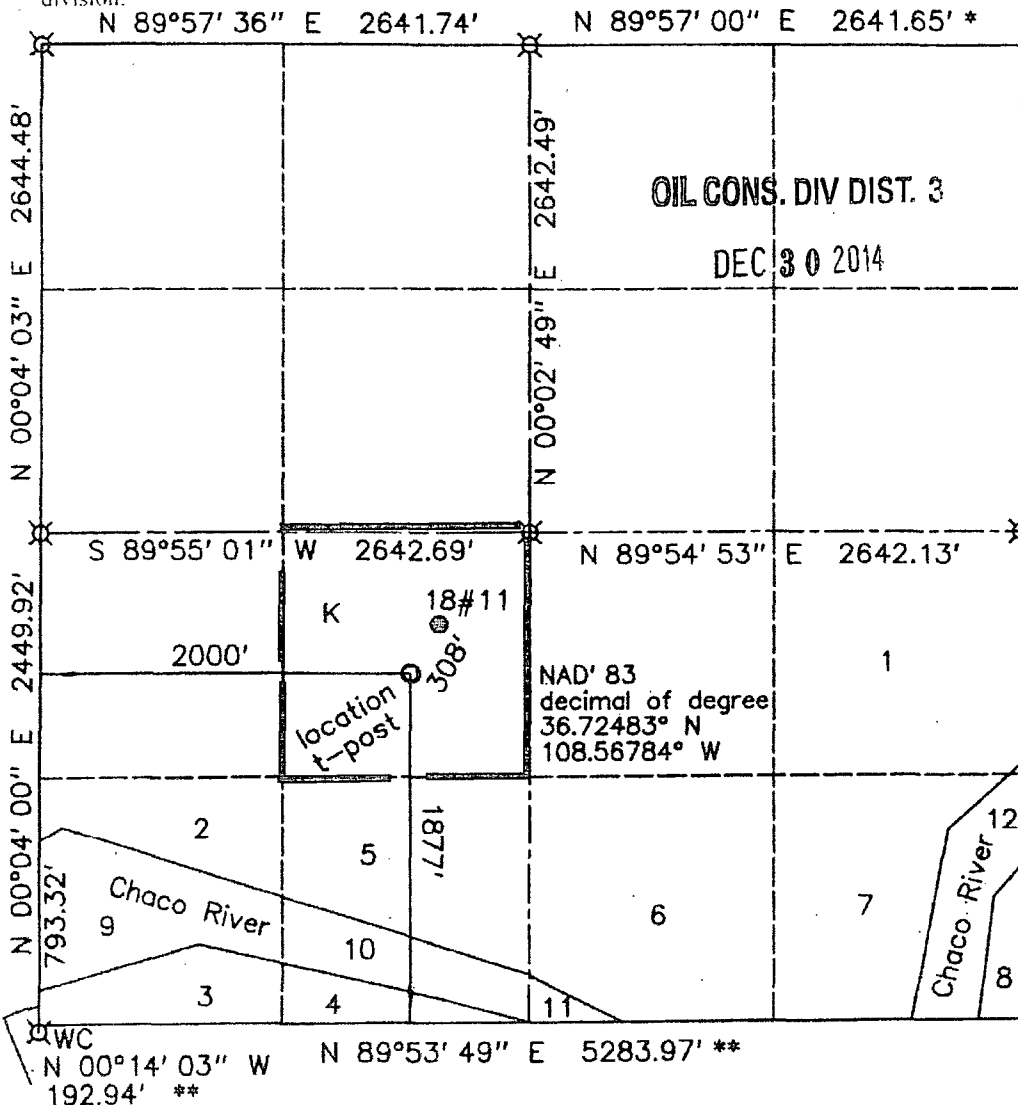 division.
N 89°57' 36" E 2641.74'
N 89°57' 00" E 2641.65' *
N 00°04' 03" E 2644.48'
N 00°02' 49" E 2642.49'
OIL CONS. DIV DIST. 3
DEC 30 2014
S 89°55' 01" W 2642.69'
N 89°54' 53" E 2642.13'
N 00°04' 00" E 2449.92'
K
18#11
308'
2000'
location
t-post
NAD' 83
decimal of degree
36.72483° N
108.56784° W
1
1877'
2
5
12
Chaco River
793.32'
9
10
6
7
Chaco River
3
4
11
8
WC
N 00°14' 03" W
192.94' **
N 89°53' 49" E 5283.97' **